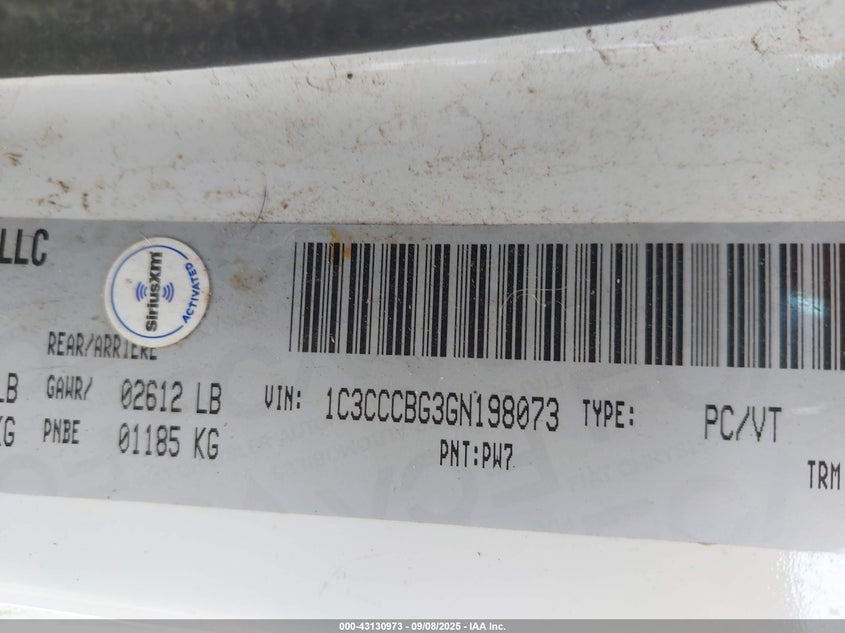 LLC
SiriusXM
ACTIVATED
REAR/ARRIERE
LB GAWR/ 02612 LB VIN: 1C3CCCBG3GN198073 TYPE: PC/VT
KG PNBE 01185 KG PNT:PW7
TRM
000-43130973 - 09/08/2025 - IAA Inc.